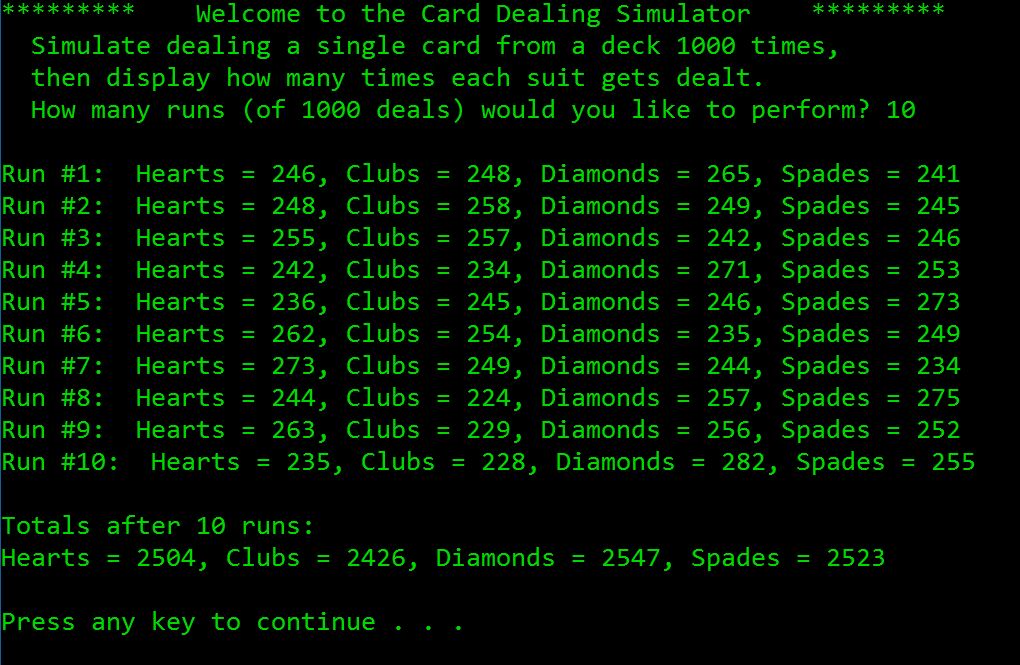 *********    Welcome to the Card Dealing Simulator    *********
  Simulate dealing a single card from a deck 1000 times,
  then display how many times each suit gets dealt.
  How many runs (of 1000 deals) would you like to perform? 10

Run #1:  Hearts = 246, Clubs = 248, Diamonds = 265, Spades = 241
Run #2:  Hearts = 248, Clubs = 258, Diamonds = 249, Spades = 245
Run #3:  Hearts = 255, Clubs = 257, Diamonds = 242, Spades = 246
Run #4:  Hearts = 242, Clubs = 234, Diamonds = 271, Spades = 253
Run #5:  Hearts = 236, Clubs = 245, Diamonds = 246, Spades = 273
Run #6:  Hearts = 262, Clubs = 254, Diamonds = 235, Spades = 249
Run #7:  Hearts = 273, Clubs = 249, Diamonds = 244, Spades = 234
Run #8:  Hearts = 244, Clubs = 224, Diamonds = 257, Spades = 275
Run #9:  Hearts = 263, Clubs = 229, Diamonds = 256, Spades = 252
Run #10:  Hearts = 235, Clubs = 228, Diamonds = 282, Spades = 255

Totals after 10 runs:
Hearts = 2504, Clubs = 2426, Diamonds = 2547, Spades = 2523

Press any key to continue . . .